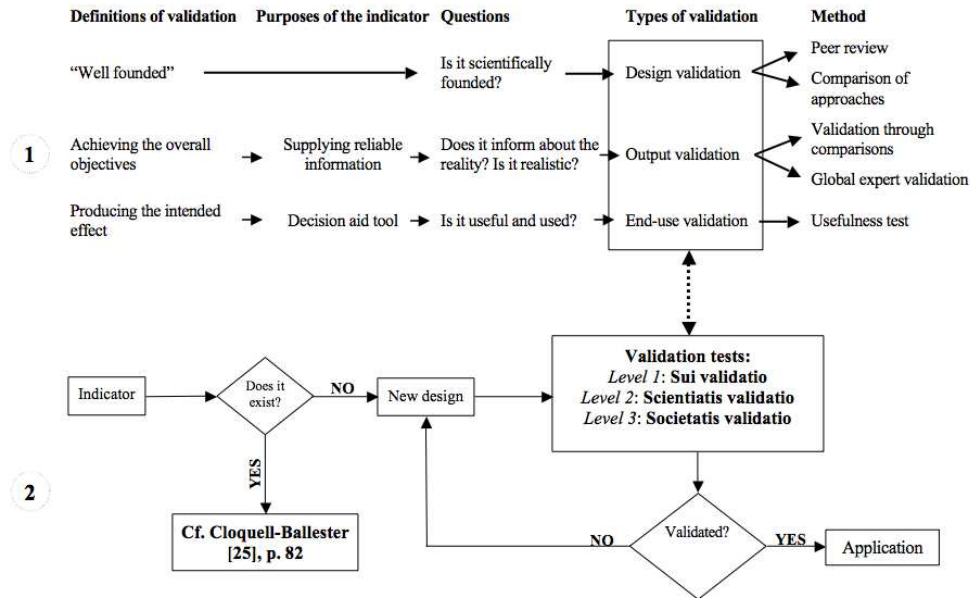 Definitions of validation Purposes of the indicator Questions Types of validation Method
Peer review
Is it scientifically
“Well founded” Design validation
founded?
Comparison of
approaches
Validation through
comparisons
1
Achieving the overall Supplying reliable Does it inform about the
objectives information reality? Is it realistic? Output validation
Global expert validation
Producing the intended
effect Decision aid tool Is it useful and used? End-use validation Usefulness test
Validation tests:
Level 1: Sui validatio
Level 2: Scientiatis validatio
Level 3: Societatis validatio
Indicator
Does it
exist?
NO
New design
YES
2
Cf. Cloquell-Ballester
[25], p. 82
Validated?
NO
YES
Application